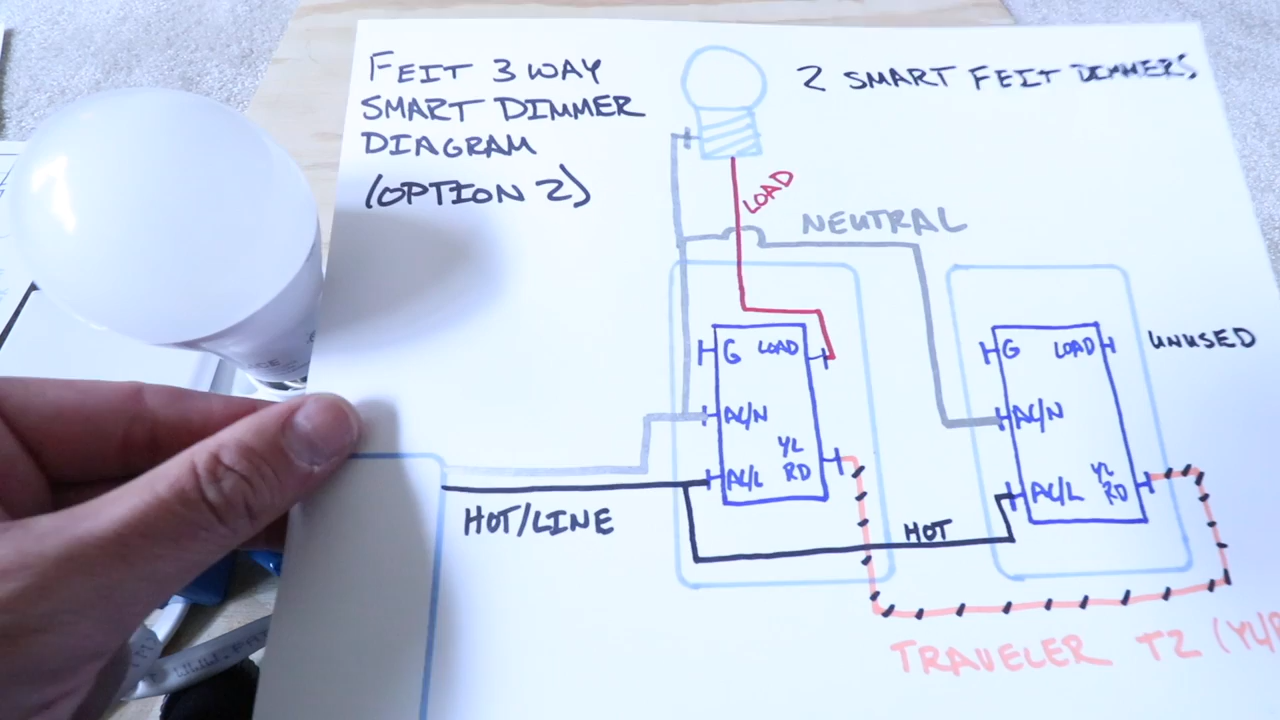 FEIT 3 WAY
SMART DIMMER
DIAGRAM
(OPTION 2)
2 SMART FEIT DIMMERS
LOAD
NEUTRAL
G LOAD
AC/N
YL
RD
AC/L
G LOAD
UNUSED
AC/N
YL
RD
AC/L
HOT/LINE
HOT
TRAVELER T2 (YL/R